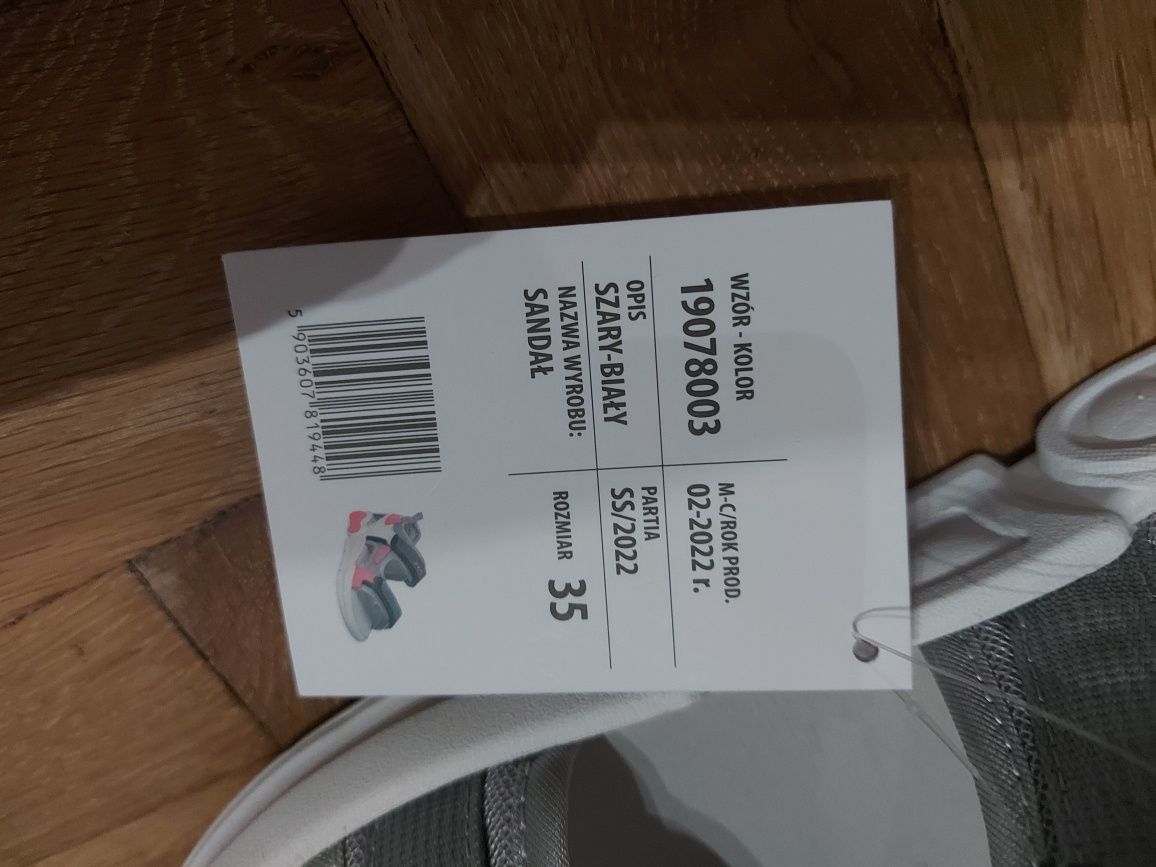 WZÓR - KOLOR
19078003
M-C/ROK PROD.
02-2022 r.
OPIS
SZARY-BIAŁY
PARTIA
SS/2022
NAZWA WYROBU:
SANDAŁ
ROZMIAR 35
5 903607 819448